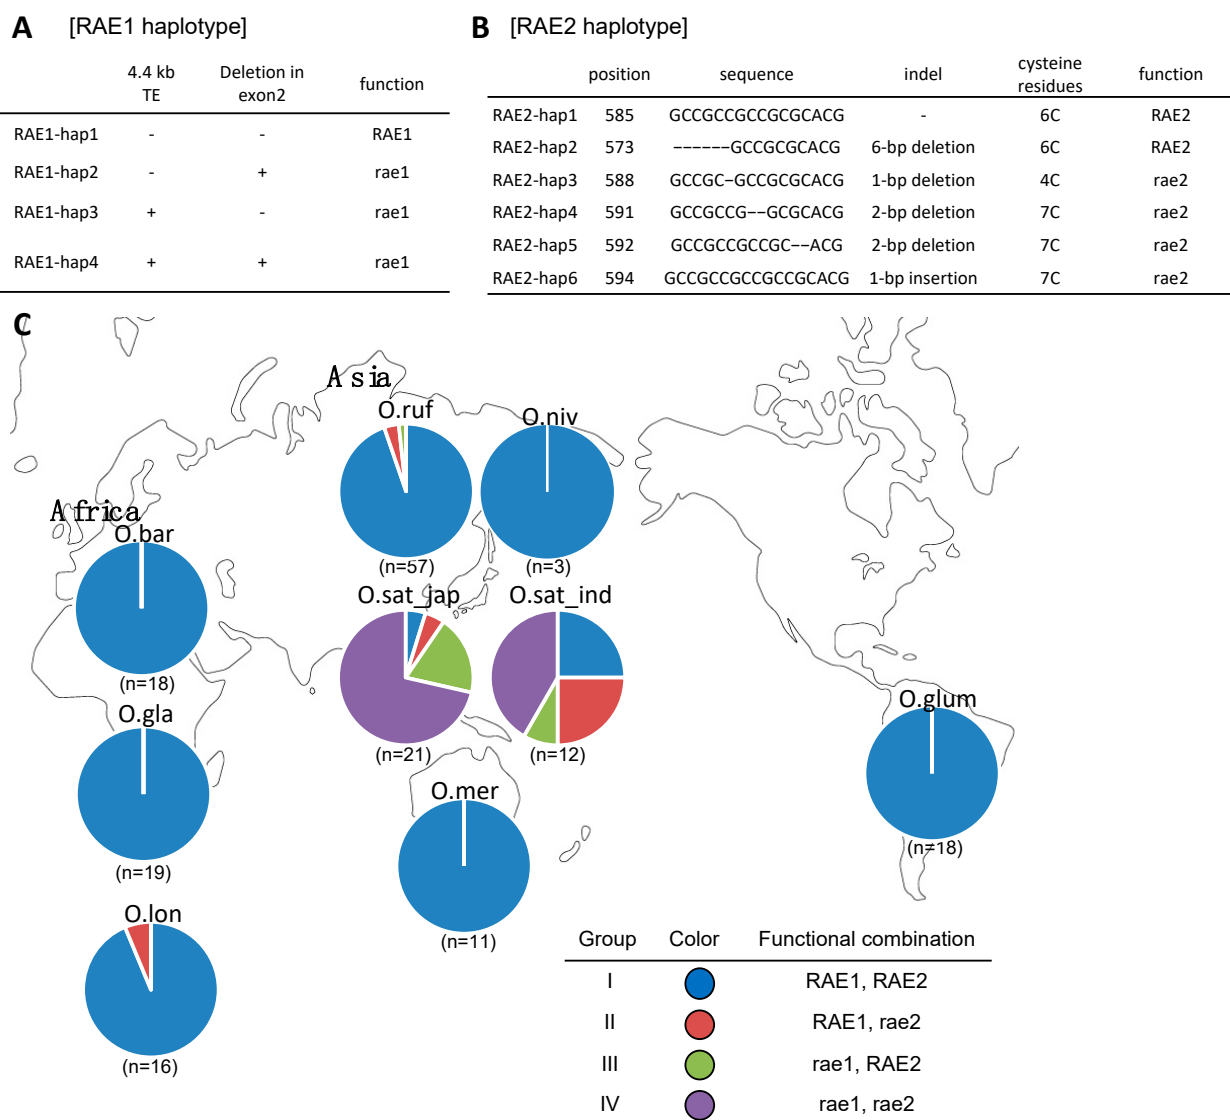 A [RAE1 haplotype]
4.4 kb TE Deletion in exon2 function
RAE1-hap1 - - RAE1
RAE1-hap2 - + rae1
RAE1-hap3 + - rae1
RAE1-hap4 + + rae1
B [RAE2 haplotype]
position sequence indel cysteine residues function
RAE2-hap1 585 GCCGCCGCCGCGCACG - 6C RAE2
RAE2-hap2 573 ------GCCGCGCACG 6-bp deletion 6C RAE2
RAE2-hap3 588 GCCGC-GCCGCGCACG 1-bp deletion 4C rae2
RAE2-hap4 591 GCCGCCG--GCGCACG 2-bp deletion 7C rae2
RAE2-hap5 592 GCCGCCGCCGC--ACG 2-bp deletion 7C rae2
RAE2-hap6 594 GCCGCCGCCGCCGCACG 1-bp insertion 7C rae2
C
Asia
O.ruf
(n=57)
O.niv
(n=3)
Africa
O.bar
(n=18)
O.sat_jap
(n=21)
O.sat_ind
(n=12)
O.gla
(n=19)
O.glum
(n=18)
O.mer
(n=11)
O.lon
(n=16)
Group Color Functional combination
I RAE1, RAE2
II RAE1, rae2
III rae1, RAE2
IV rae1, rae2